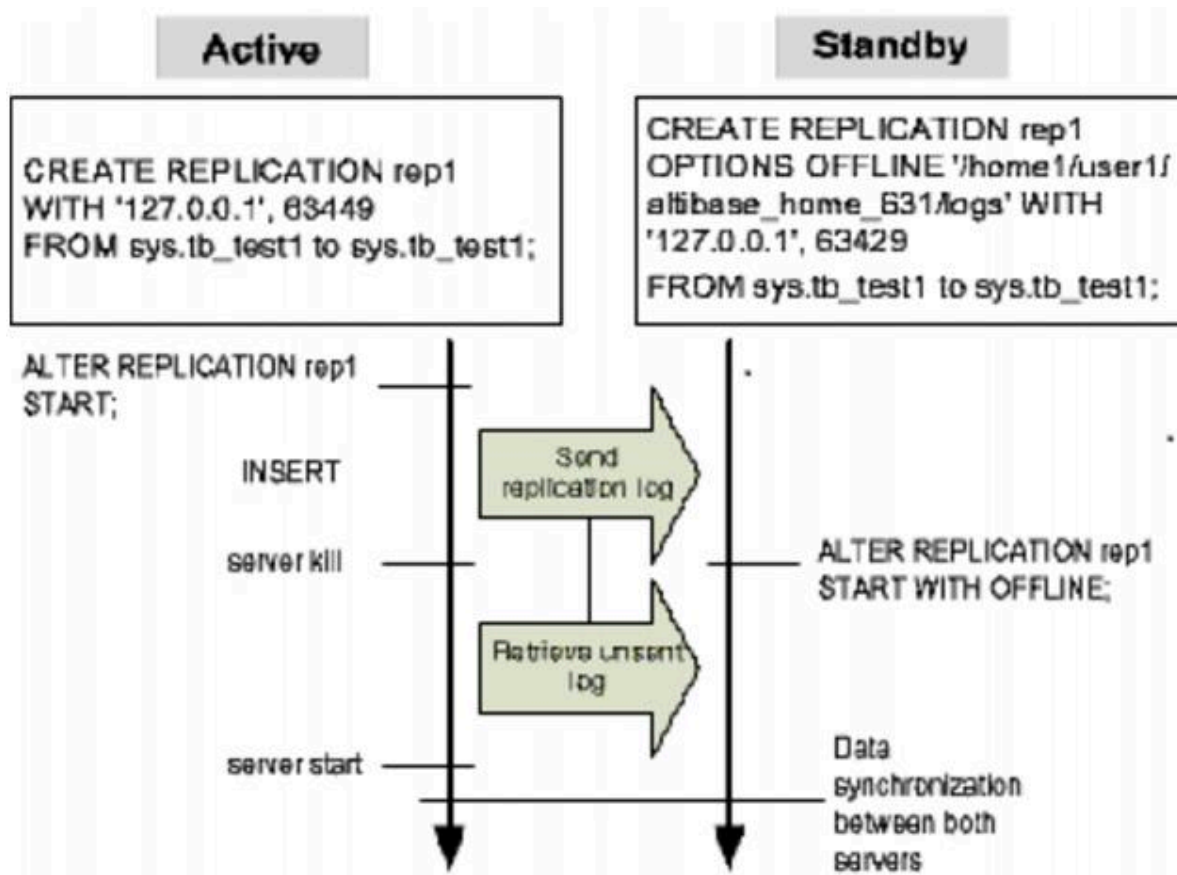 Active
Standby
CREATE REPLICATION rep1
WITH '127.0.0.1', 63449
FROM sys.tb_test1 to sys.tb_test1;
CREATE REPLICATION rep1
OPTIONS OFFLINE '/home1/user1/
altibase_home_631/logs' WITH
'127.0.0.1', 63429
FROM sys.tb_test1 to sys.tb_test1;
ALTER REPLICATION rep1
START;
INSERT
Send
replication log
server kill
ALTER REPLICATION rep1
START WITH OFFLINE;
Retrieve unsent
log
server start
Data
synchronization
between both
servers